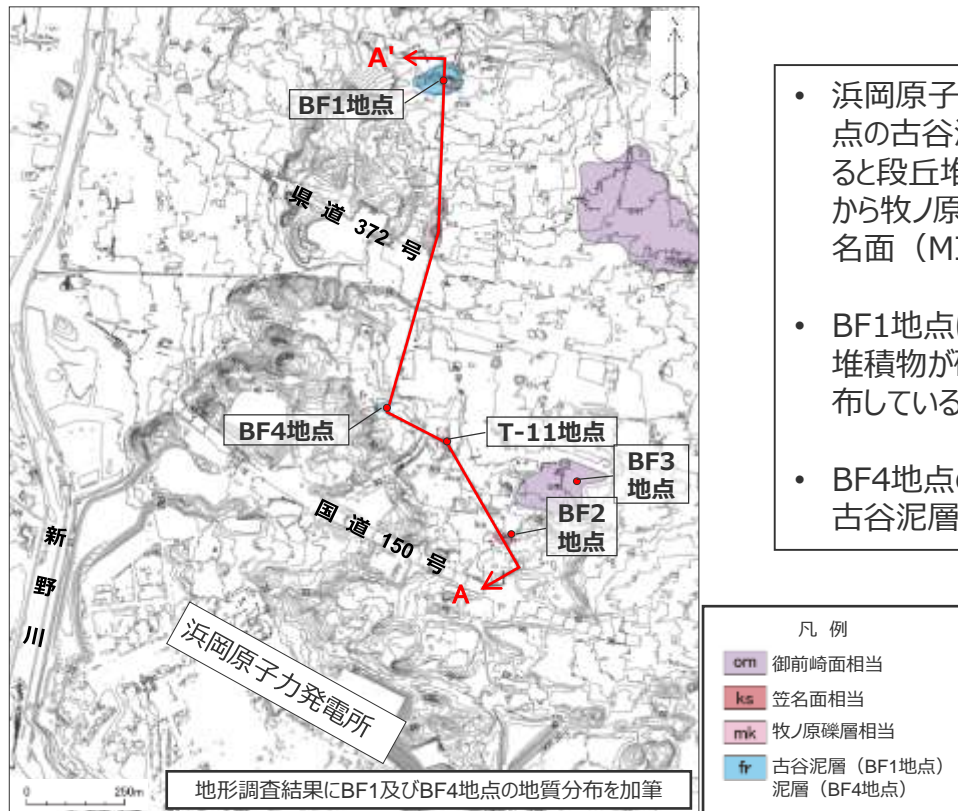 A'
BF1地点
県道372号
BF4地点
T-11地点
BF3
地点
BF2
地点
国道150号
A
新野川
浜岡原子力発電所
0 250m
地形調査結果にBF1及びBF4地点の地質分布を加筆
• 浜岡原子
点の古谷
ると段丘堆
から牧ノ原
名面(M
• BF1地点
堆積物が
布している
• BF4地点
古谷泥層
凡 例
om 御前崎面相当
ks 笠名面相当
mk 牧ノ原礫層相当
fr 古谷泥層(BF1地点)
泥層(BF4地点)